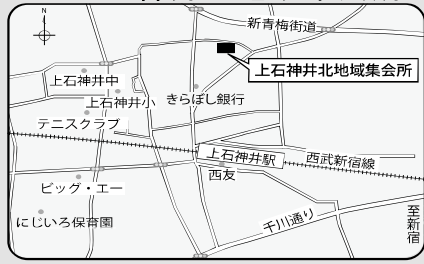 N
新青梅街道
上石神井北地域集会所
上石神井中
上石神井小
きらぼし銀行
テニスクラブ
上石神井駅
西武新宿線
西友
ビッグ・エー
にじいろ保育園
千川通り
至新宿